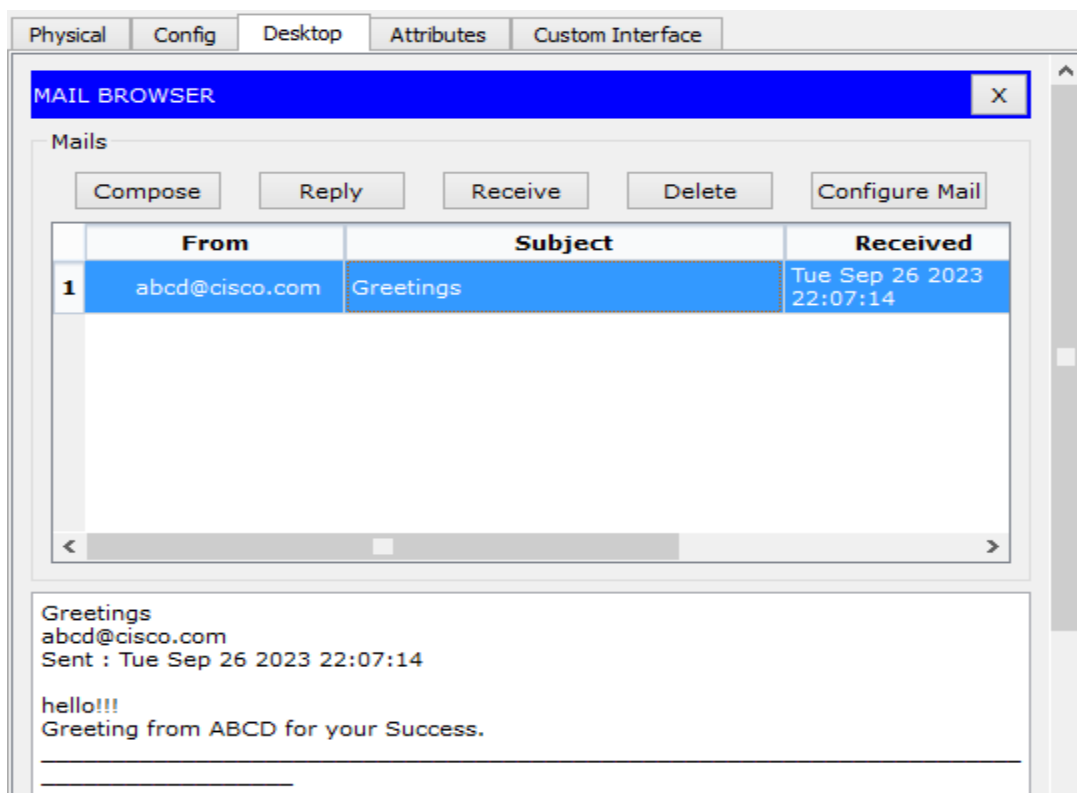 Physical Config Desktop Attributes Custom Interface
MAIL BROWSER X
Mails
Compose Reply Receive Delete Configure Mail
From Subject Received
1 abcd@cisco.com Greetings Tue Sep 26 2023
22:07:14
Greetings
abcd@cisco.com
Sent : Tue Sep 26 2023 22:07:14
hello!!!
Greeting from ABCD for your Success.